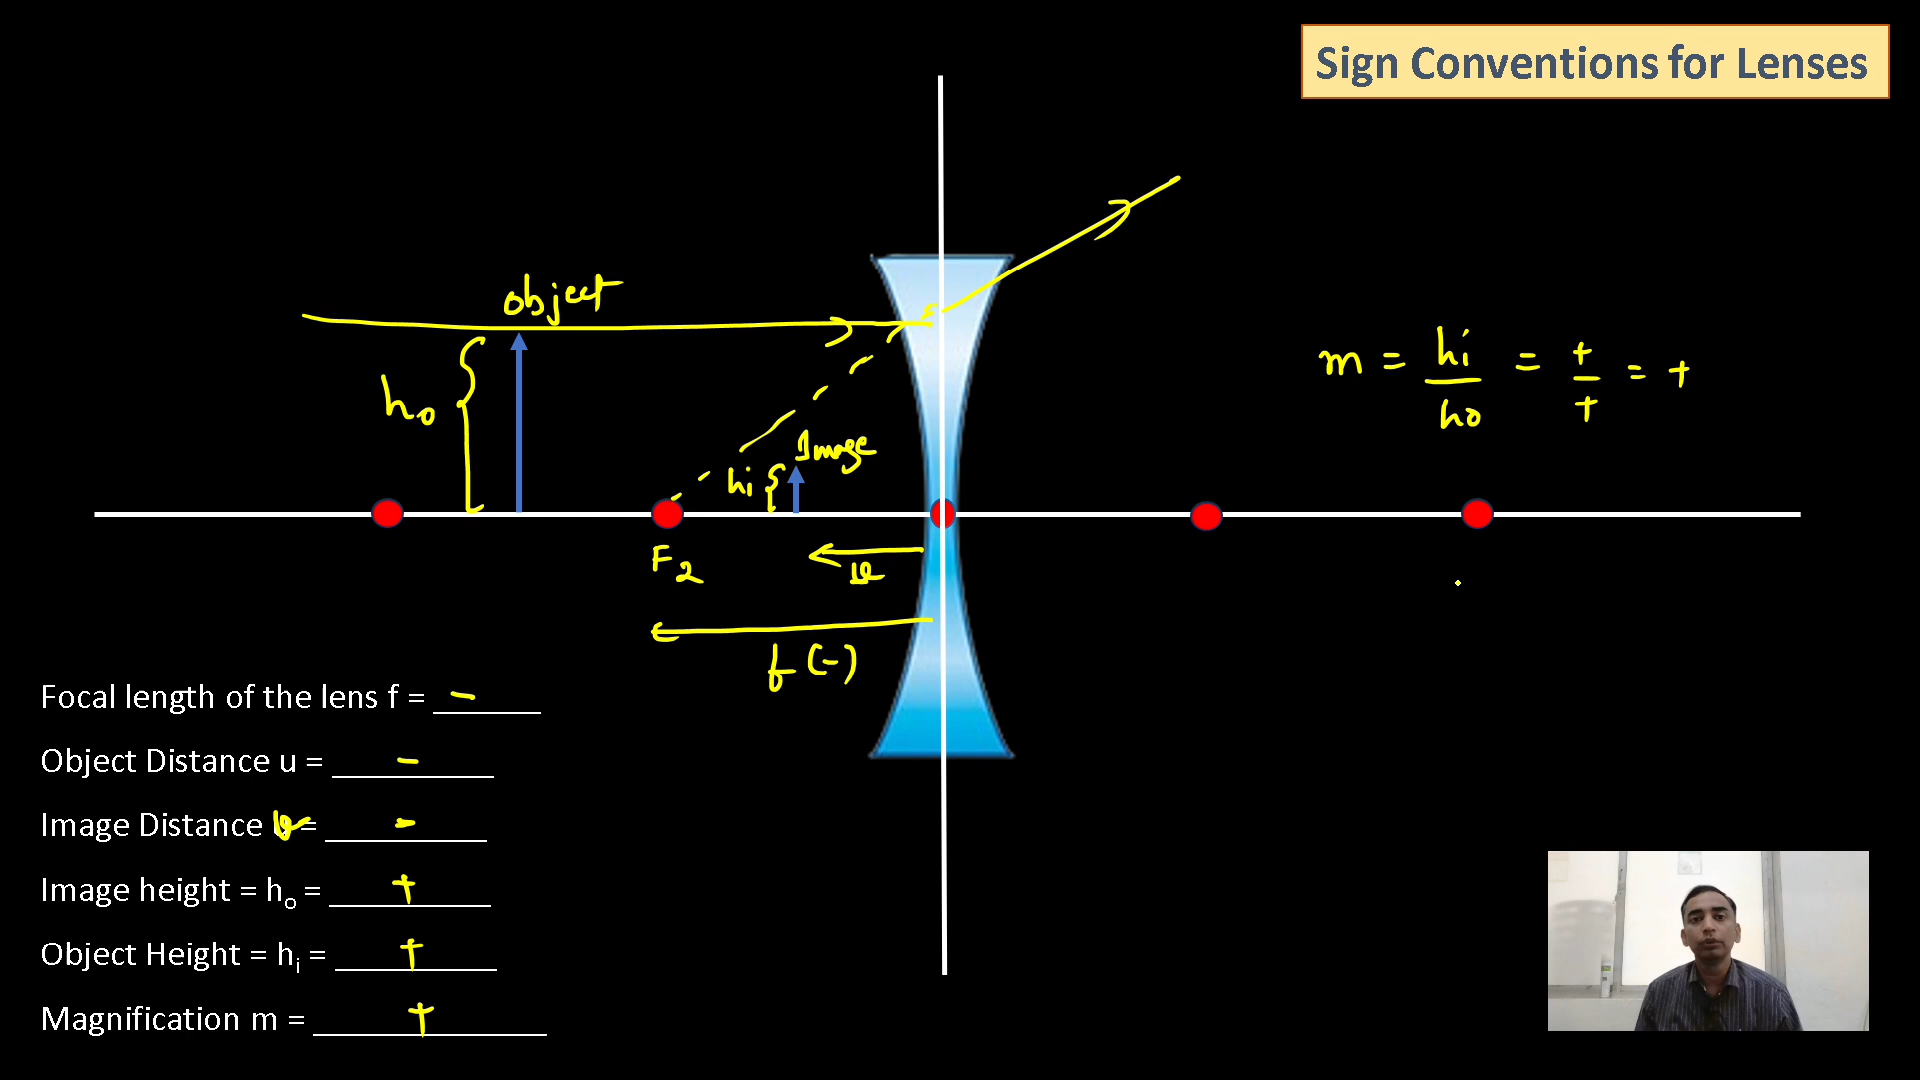 Sign Conventions for Lenses
object
h₀
m = hi/ho = +/+ = +
Image
hi
F₂
v
f (-)
Focal length of the lens f = -
Object Distance u = -
Image Distance v = -
Image height = hₒ = +
Object Height = hᵢ = +
Magnification m = +